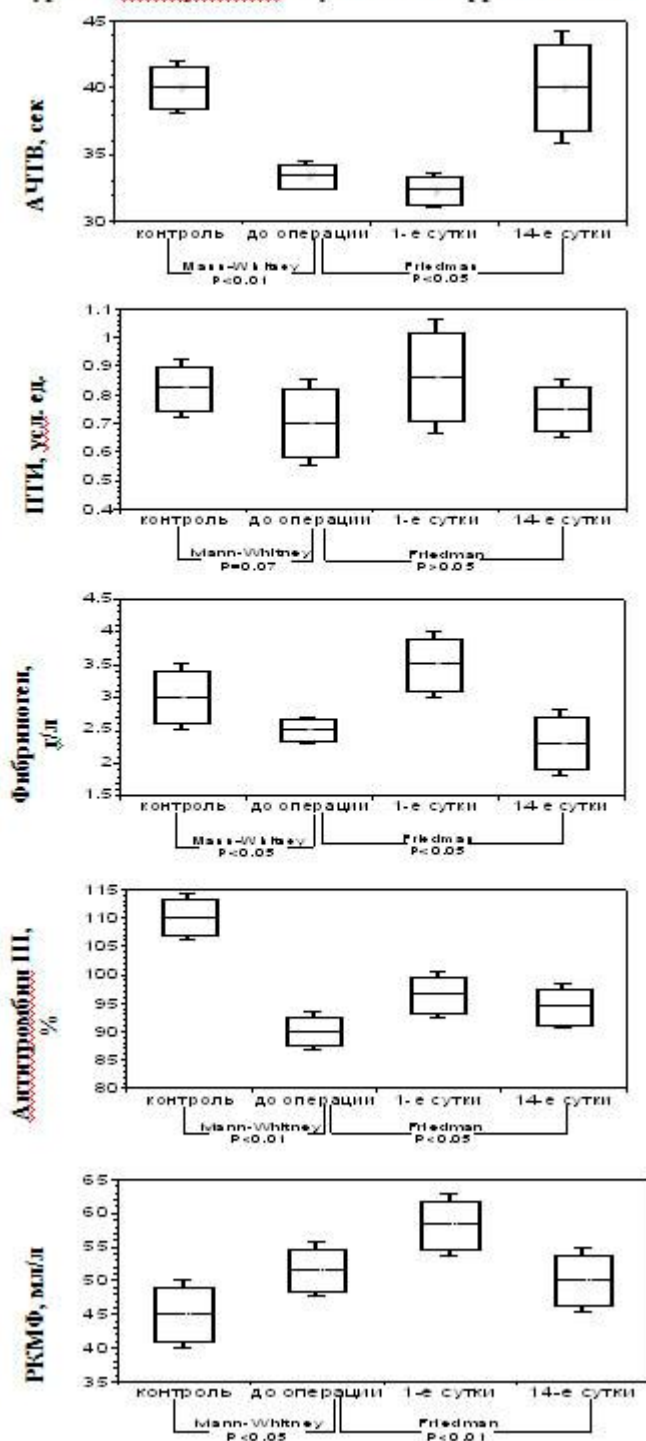 АЧТВ, сек
45
40
35
30
контроль до операции 1-е сутки 14-е сутки
Mann-Whitney Friedman
P<0.01 P<0.05
ПТИ, усл. ед.
1.1
1
0.9
0.8
0.7
0.6
0.5
0.4
контроль до операции 1-е сутки 14-е сутки
Mann-Whitney Friedman
P=0.07 P>0.05
Фибриноген,
г/л
4.5
4
3.5
3
2.5
2
1.5
контроль до операции 1-е сутки 14-е сутки
Mann-Whitney Friedman
P<0.05 P<0.05
Антитромбин III,
%
115
110
105
100
95
90
85
80
контроль до операции 1-е сутки 14-е сутки
Mann-Whitney Friedman
P<0.01 P<0.05
РКМФ, мл/л
65
60
55
50
45
40
35
контроль до операции 1-е сутки 14-е сутки
Mann-Whitney Friedman
P<0.05 P<0.01